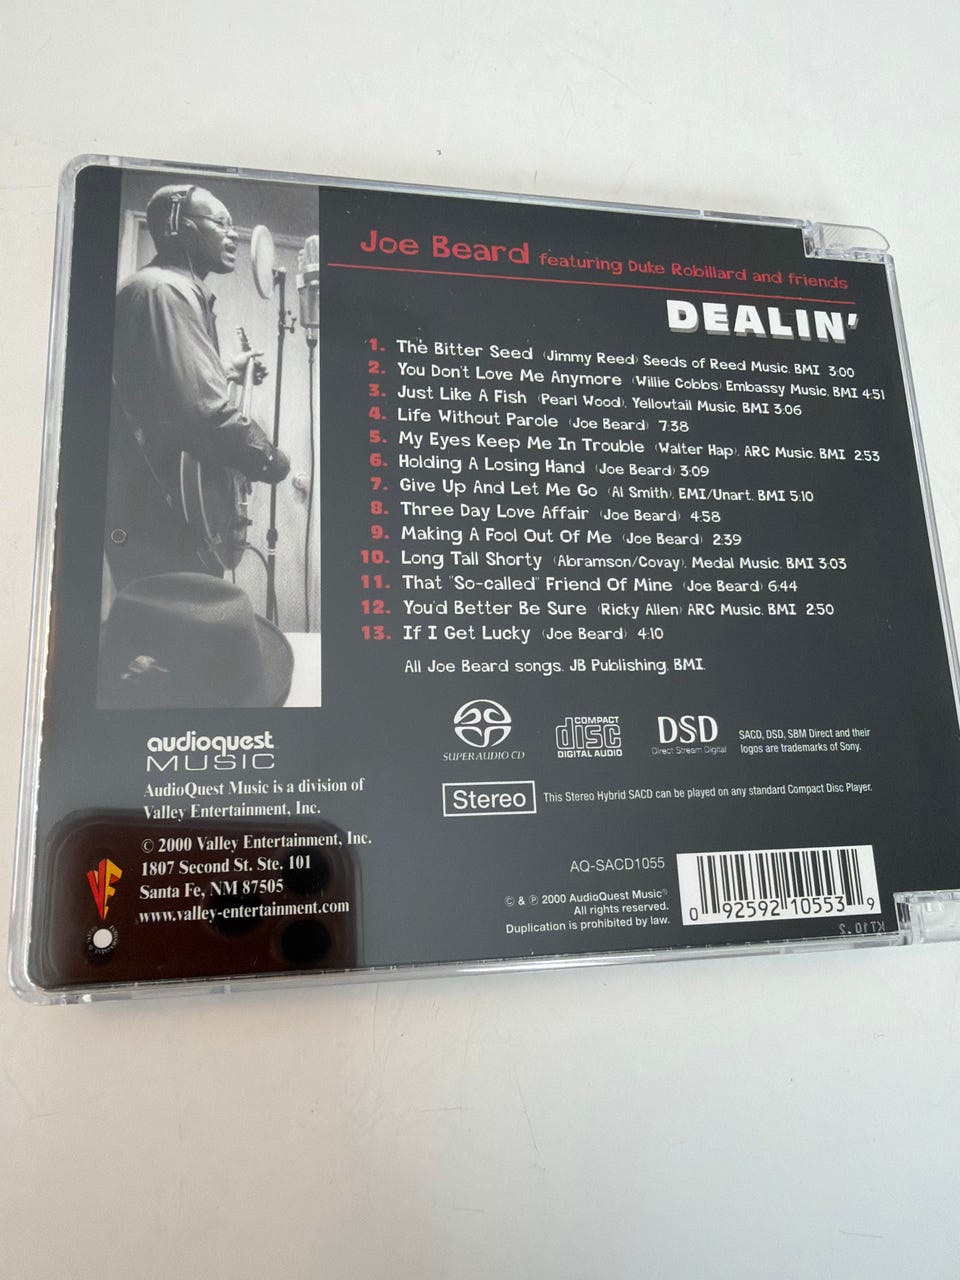 Joe Beard featuring Duke Robillard and friends
DEALIN'
1. The Bitter Seed (Jimmy Reed) Seeds of Reed Music, BMI 3:00
2. You Don't Love Me Anymore (Willie Cobbs) Embassy Music, BMI 4:51
3. Just Like A Fish (Pearl Wood), Yellowtail Music, BMI 3:06
4. Life Without Parole (Joe Beard) 7:38
5. My Eyes Keep Me In Trouble (Walter Hap), ARC Music, BMI 2:53
6. Holding A Losing Hand (Joe Beard) 3:09
7. Give Up And Let Me Go (Al Smith), EMI/Unart, BMI 5:10
8. Three Day Love Affair (Joe Beard) 4:58
9. Making A Fool Out Of Me (Joe Beard) 2:39
10. Long Tall Shorty (Abramson/Covay), Medal Music, BMI 3:03
11. That "So-called" Friend Of Mine (Joe Beard) 6:44
12. You'd Better Be Sure (Ricky Allen) ARC Music, BMI 2:50
13. If I Get Lucky (Joe Beard) 4:10
All Joe Beard songs, JB Publishing, BMI.
audioquest
MUSIC
AudioQuest Music is a division of
Valley Entertainment, Inc.
© 2000 Valley Entertainment, Inc.
1807 Second St. Ste. 101
Santa Fe, NM 87505
www.valley-entertainment.com
VF
SUPER AUDIO CD
COMPACT
disc
DIGITAL AUDIO
DSD
Direct Stream Digital
SACD, DSD, SBM Direct and their
logos are trademarks of Sony.
Stereo
This Stereo Hybrid SACD can be played on any standard Compact Disc Player.
AQ-SACD1055
© & ℗ 2000 AudioQuest Music®
All rights reserved.
Duplication is prohibited by law.
0 92592 10553 9
KT10.2